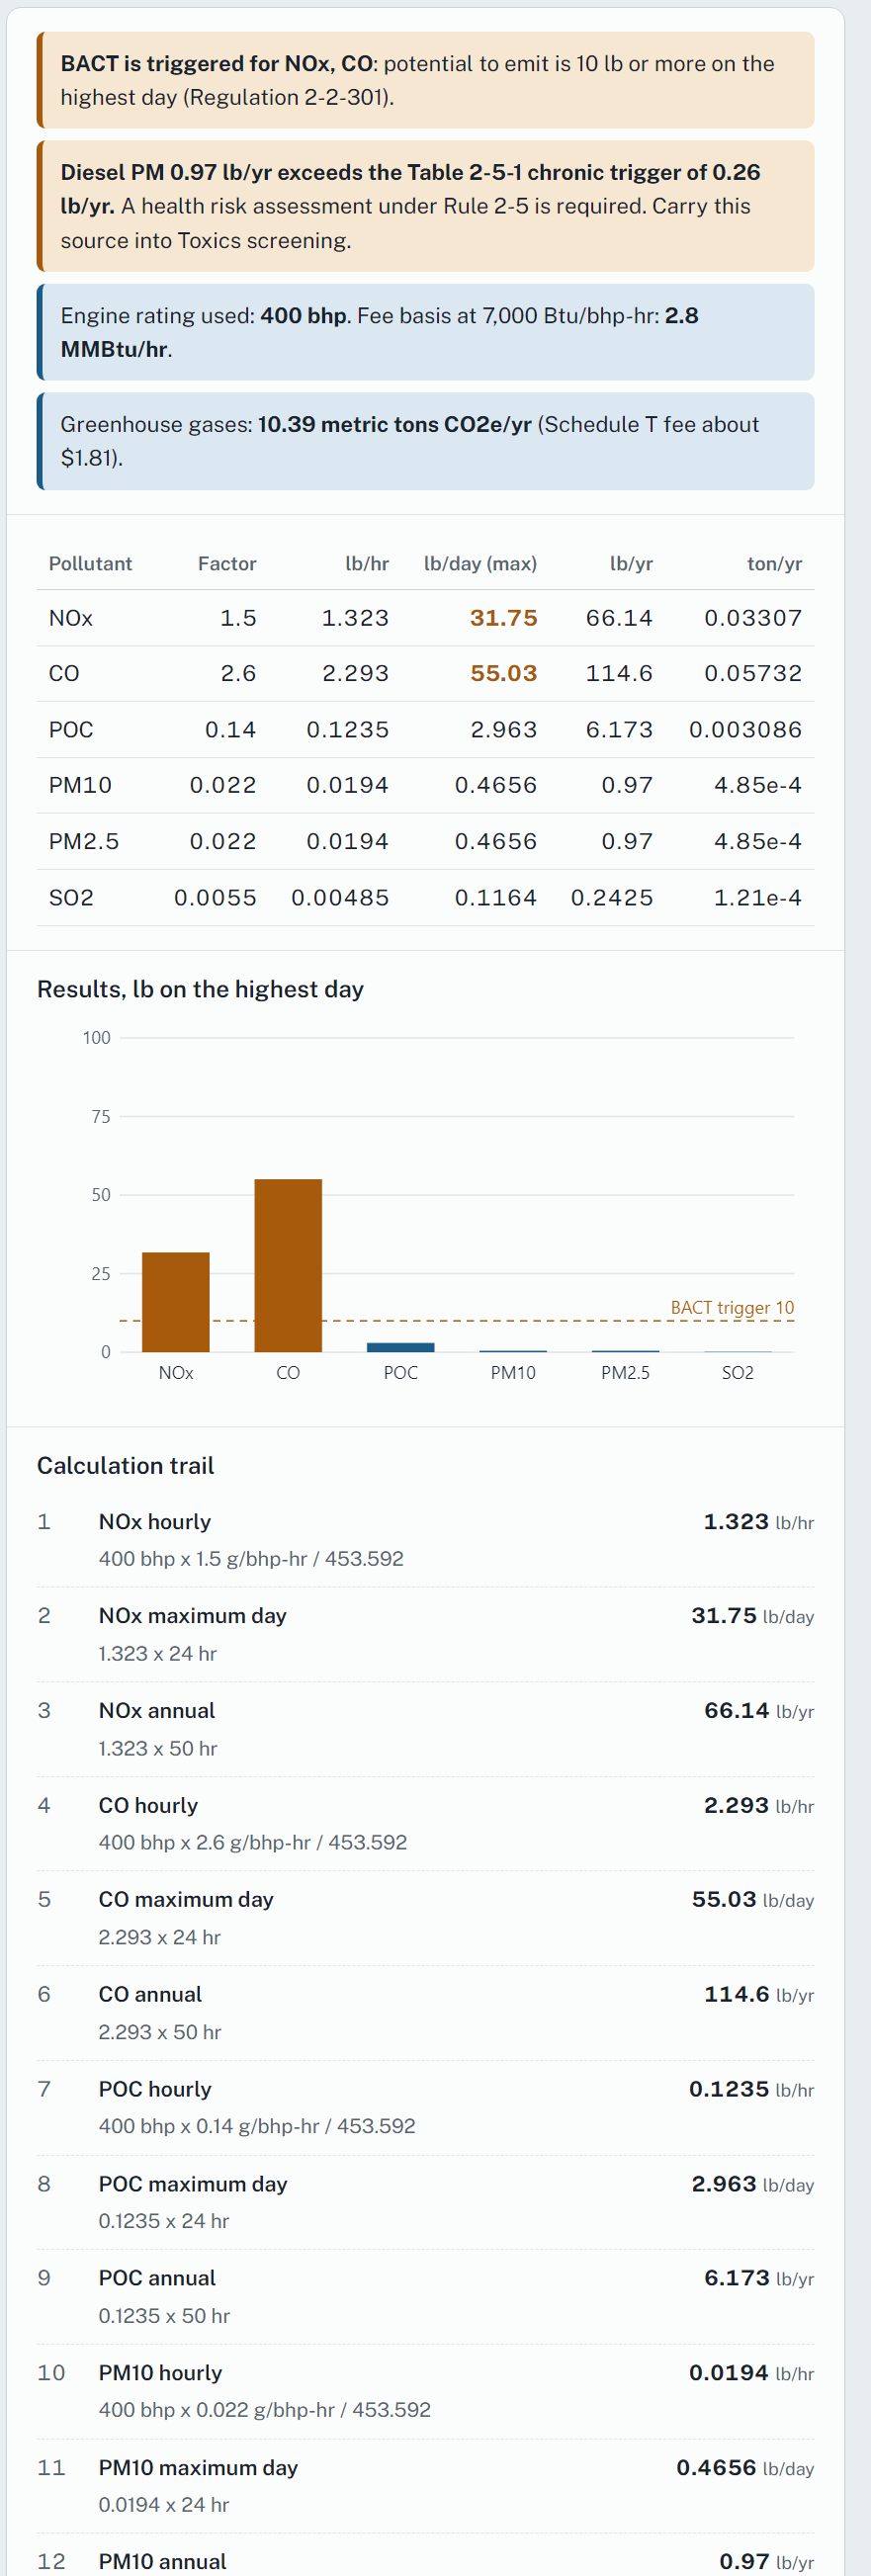 BACT is triggered for NOx, CO: potential to emit is 10 lb or more on the
highest day (Regulation 2-2-301).
Diesel PM 0.97 lb/yr exceeds the Table 2-5-1 chronic trigger of 0.26
lb/yr. A health risk assessment under Rule 2-5 is required. Carry this
source into Toxics screening.
Engine rating used: 400 bhp. Fee basis at 7,000 Btu/bhp-hr: 2.8
MMBtu/hr.
Greenhouse gases: 10.39 metric tons CO2e/yr (Schedule T fee about
$1.81).
Pollutant Factor lb/hr lb/day (max) lb/yr ton/yr
NOx 1.5 1.323 31.75 66.14 0.03307
CO 2.6 2.293 55.03 114.6 0.05732
POC 0.14 0.1235 2.963 6.173 0.003086
PM10 0.022 0.0194 0.4656 0.97 4.85e-4
PM2.5 0.022 0.0194 0.4656 0.97 4.85e-4
SO2 0.0055 0.00485 0.1164 0.2425 1.21e-4
Results, lb on the highest day
100
75
50
25
BACT trigger 10
0
NOx CO POC PM10 PM2.5 SO2
Calculation trail
1 NOx hourly 1.323 lb/hr
400 bhp x 1.5 g/bhp-hr / 453.592
2 NOx maximum day 31.75 lb/day
1.323 x 24 hr
3 NOx annual 66.14 lb/yr
1.323 x 50 hr
4 CO hourly 2.293 lb/hr
400 bhp x 2.6 g/bhp-hr / 453.592
5 CO maximum day 55.03 lb/day
2.293 x 24 hr
6 CO annual 114.6 lb/yr
2.293 x 50 hr
7 POC hourly 0.1235 lb/hr
400 bhp x 0.14 g/bhp-hr / 453.592
8 POC maximum day 2.963 lb/day
0.1235 x 24 hr
9 POC annual 6.173 lb/yr
0.1235 x 50 hr
10 PM10 hourly 0.0194 lb/hr
400 bhp x 0.022 g/bhp-hr / 453.592
11 PM10 maximum day 0.4656 lb/day
0.0194 x 24 hr
12 PM10 annual 0.97 lb/yr